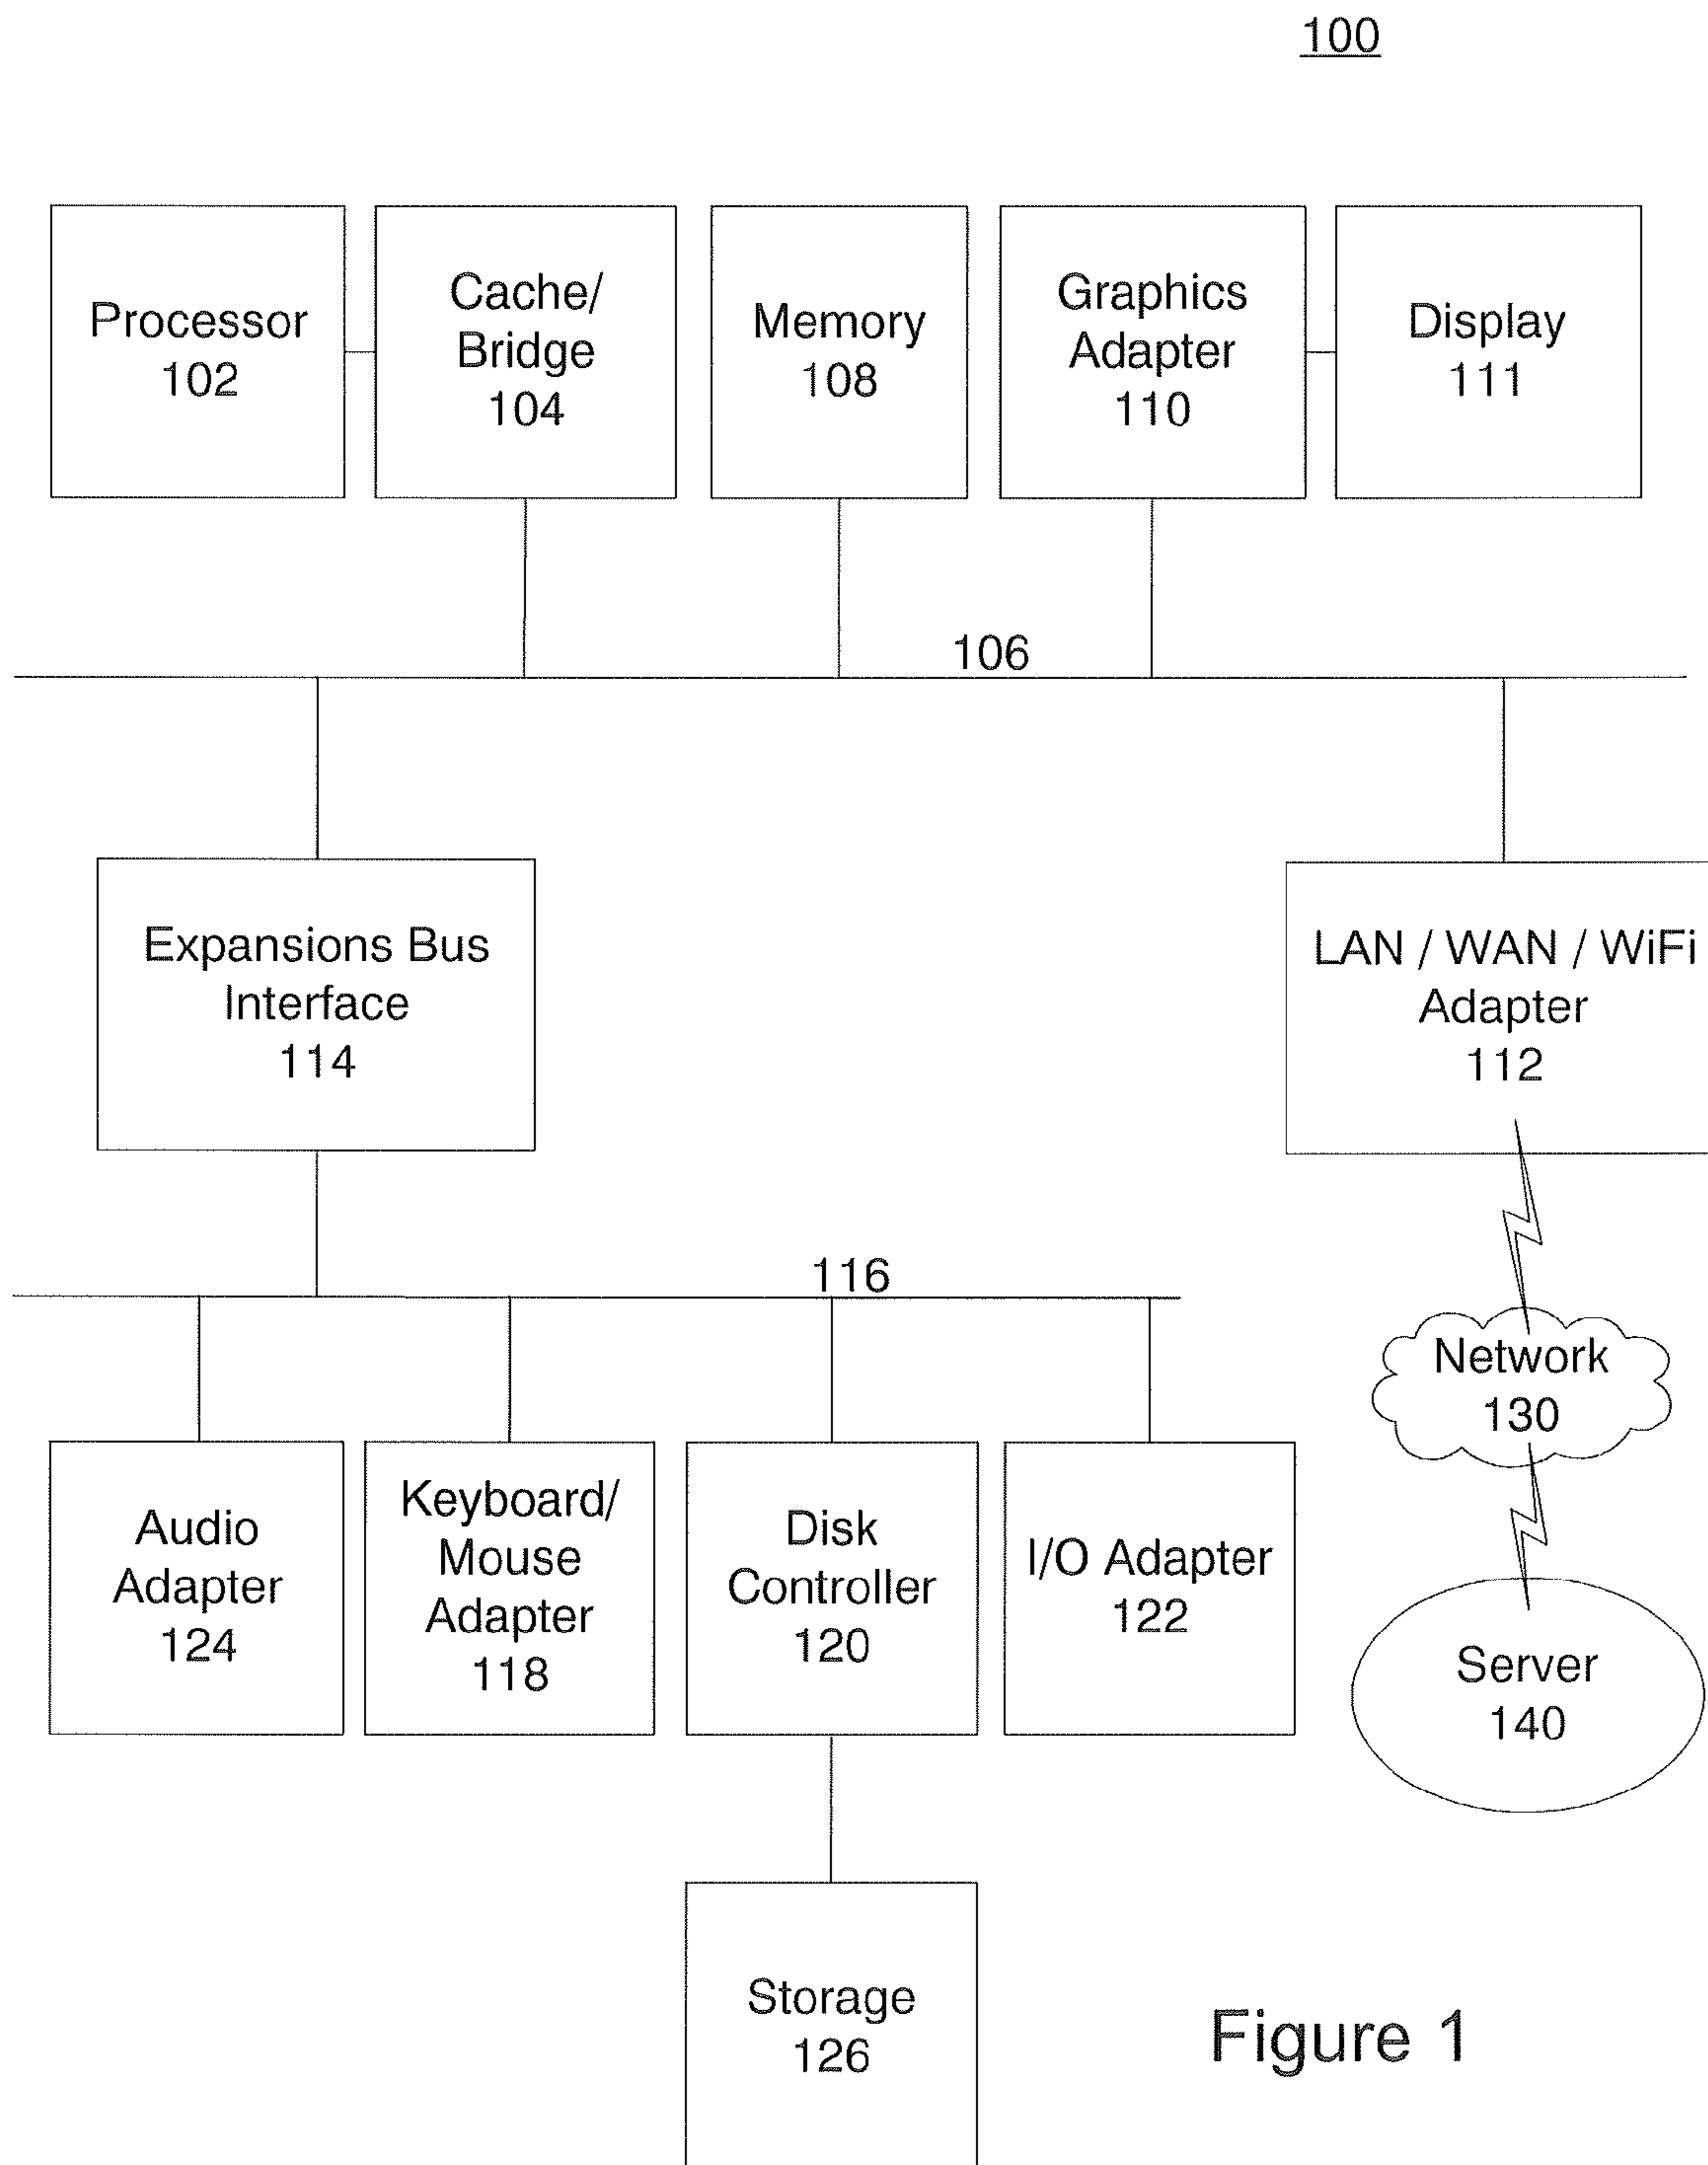 100
Processor
102
Cache/
Bridge
104
Memory
108
Graphics
Adapter
110
Display
111
106
Expansions Bus
Interface
114
LAN / WAN / WiFi
Adapter
112
116
Network
130
Audio
Adapter
124
Keyboard/
Mouse
Adapter
118
Disk
Controller
120
I/O Adapter
122
Server
140
Storage
126
Figure 1